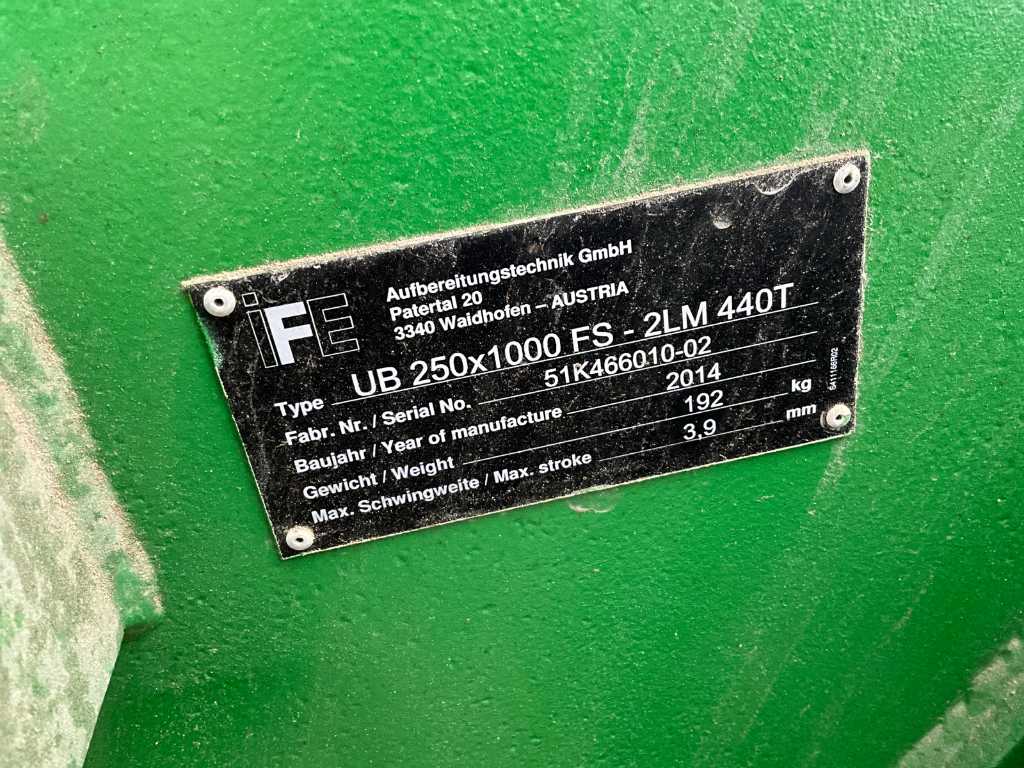 iFE
Aufbereitungstechnik GmbH
Patertal 20
3340 Waidhofen – AUSTRIA
Type UB 250x1000 FS - 2LM 440T
Fabr. Nr. / Serial No. 51K466010-02
Baujahr / Year of manufacture 2014
Gewicht / Weight 192 kg
Max. Schwingweite / Max. stroke 3,9 mm